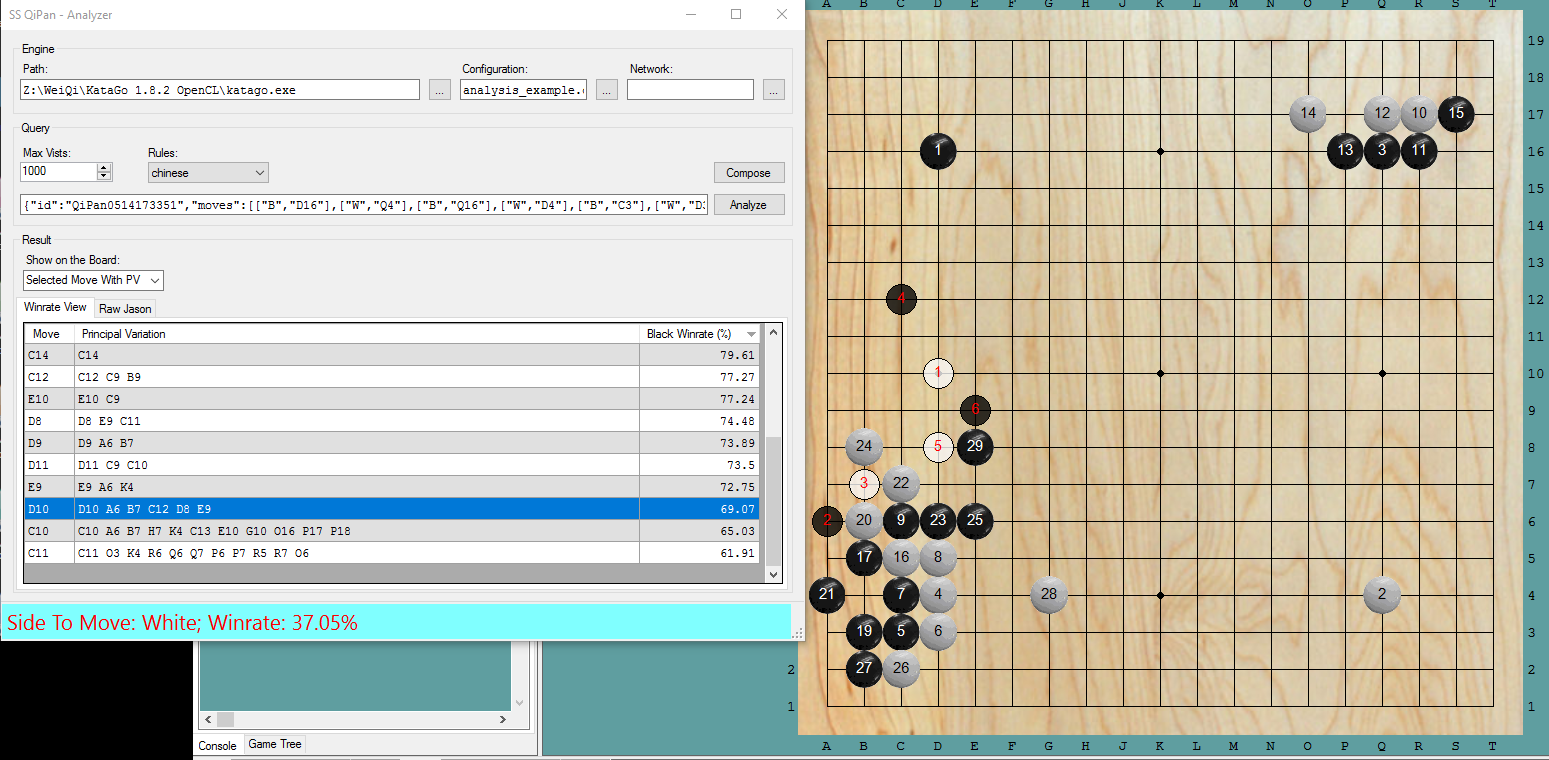 SS QiPan - Analyzer
Engine
Path:
Configuration:
Network:
Z:\WeiQi\KataGo 1.8.2 OpenCL\katago.exe
...
analysis_example.
...
...
Query
Max Vists:
Rules:
1000
chinese
Compose
{"id":"QiPan0514173351","moves":[["B","D16"],["W","Q4"],["B","Q16"],["W","D4"],["B","C3"],["W","D3
Analyze
Result
Show on the Board:
Selected Move With PV
Winrate View
Raw Jason
Move Principal Variation Black Winrate (%)
C14 C14 79.61
C12 C12 C9 B9 77.27
E10 E10 C9 77.24
D8 D8 E9 C11 74.48
D9 D9 A6 B7 73.89
D11 D11 C9 C10 73.5
E9 E9 A6 K4 72.75
D10 D10 A6 B7 C12 D8 E9 69.07
C10 C10 A6 B7 H7 K4 C13 E10 G10 O16 P17 P18 65.03
C11 C11 O3 K4 R6 Q6 Q7 P6 P7 R5 R7 O6 61.91
Side To Move: White; Winrate: 37.05%
Console
Game Tree
A B C D E F G H J K L M N O P Q R S T
19
18
14 12 10 15 17
1 13 3 11 16
15
14
13
4 12
11
1 10
6 9
24 5 29 8
3 22 7
2 20 9 23 25 6
17 16 8 5
21 7 4 28 2 4
19 5 6 3
2 27 26 2
1 1
A B C D E F G H J K L M N O P Q R S T